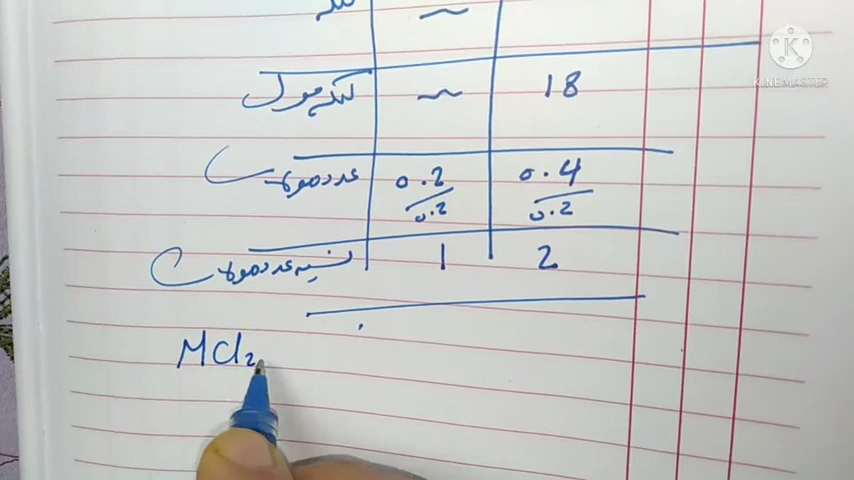 كتلة مول ~ 18
عدد مولات 0.2/0.2 0.4/0.2
نسبة عدد مولات 1 2
MCl2
KINEMASTER